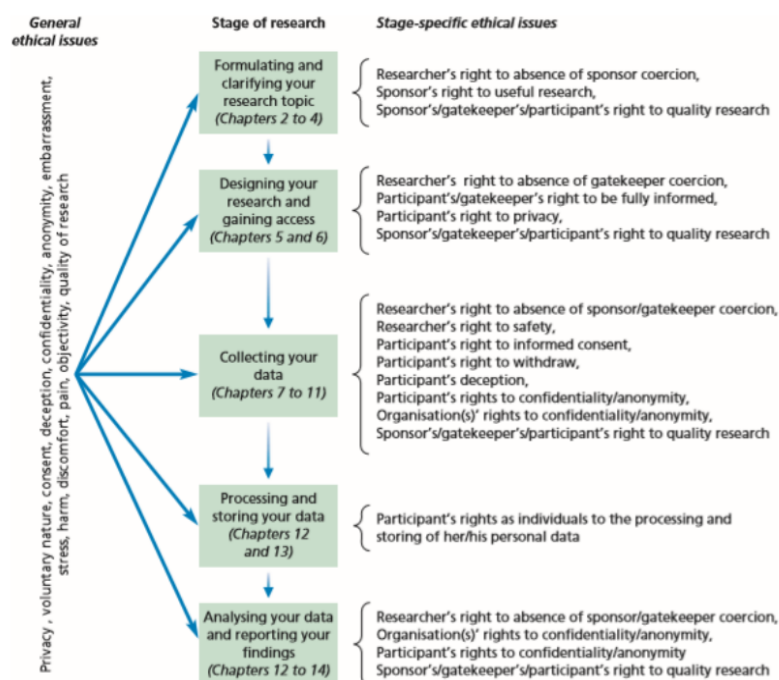 General
ethical issues
Stage of research
Stage-specific ethical issues
Privacy , voluntary nature, consent, deception, confidentiality, anonymity, embarrassment,
stress, harm, discomfort, pain, objectivity, quality of research
Formulating and
clarifying your
research topic
(Chapters 2 to 4)
Researcher's right to absence of sponsor coercion,
Sponsor's right to useful research,
Sponsor's/gatekeeper's/participant's right to quality research
Designing your
research and
gaining access
(Chapters 5 and 6)
Researcher's right to absence of gatekeeper coercion,
Participant's/gatekeeper's right to be fully informed,
Participant's right to privacy,
Sponsor's/gatekeeper's/participant's right to quality research
Collecting your
data
(Chapters 7 to 11)
Researcher's right to absence of sponsor/gatekeeper coercion,
Researcher's right to safety,
Participant's right to informed consent,
Participant's right to withdraw,
Participant's deception,
Participant's rights to confidentiality/anonymity,
Organisation(s)' rights to confidentiality/anonymity,
Sponsor's/gatekeeper's/participant's right to quality research
Processing and
storing your data
(Chapters 12
and 13)
Participant's rights as individuals to the processing and
storing of her/his personal data
Analysing your data
and reporting your
findings
(Chapters 12 to 14)
Researcher's right to absence of sponsor/gatekeeper coercion,
Organisation(s)' rights to confidentiality/anonymity,
Participant's rights to confidentiality/anonymity
Sponsor's/gatekeeper's/participant's right to quality research